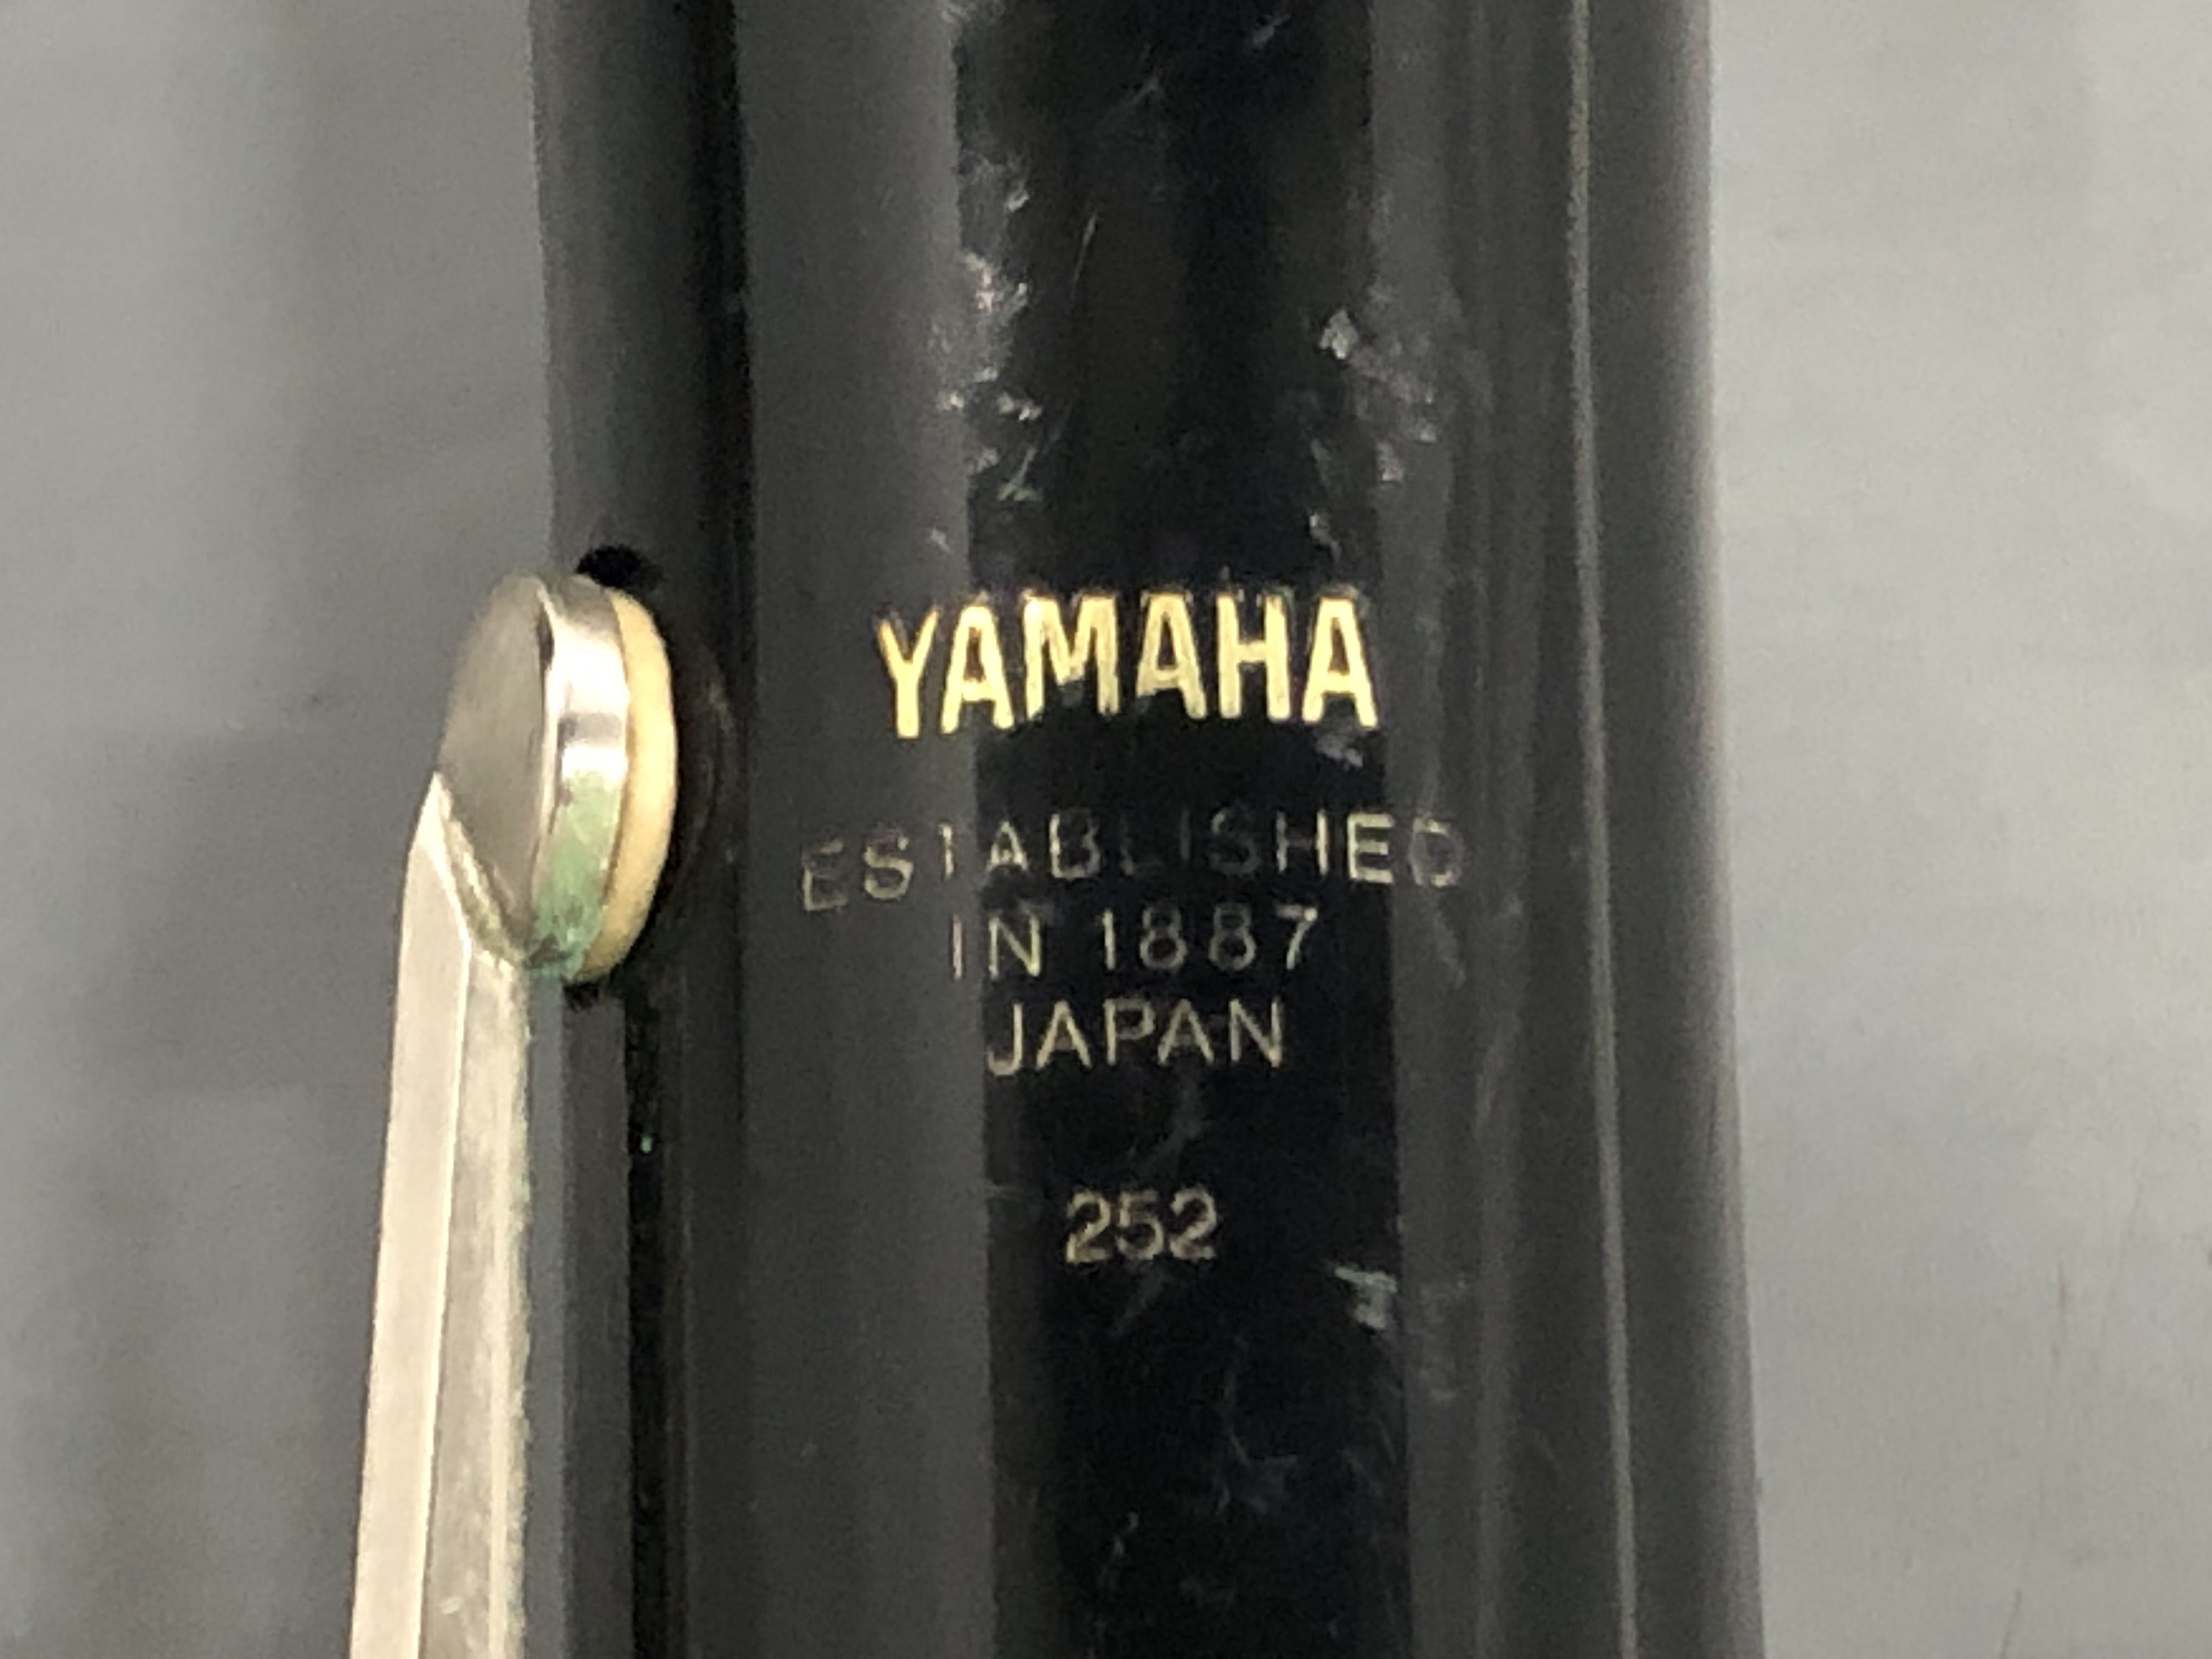 YAMAHA
ESTABLISHED
IN 1887
JAPAN
252